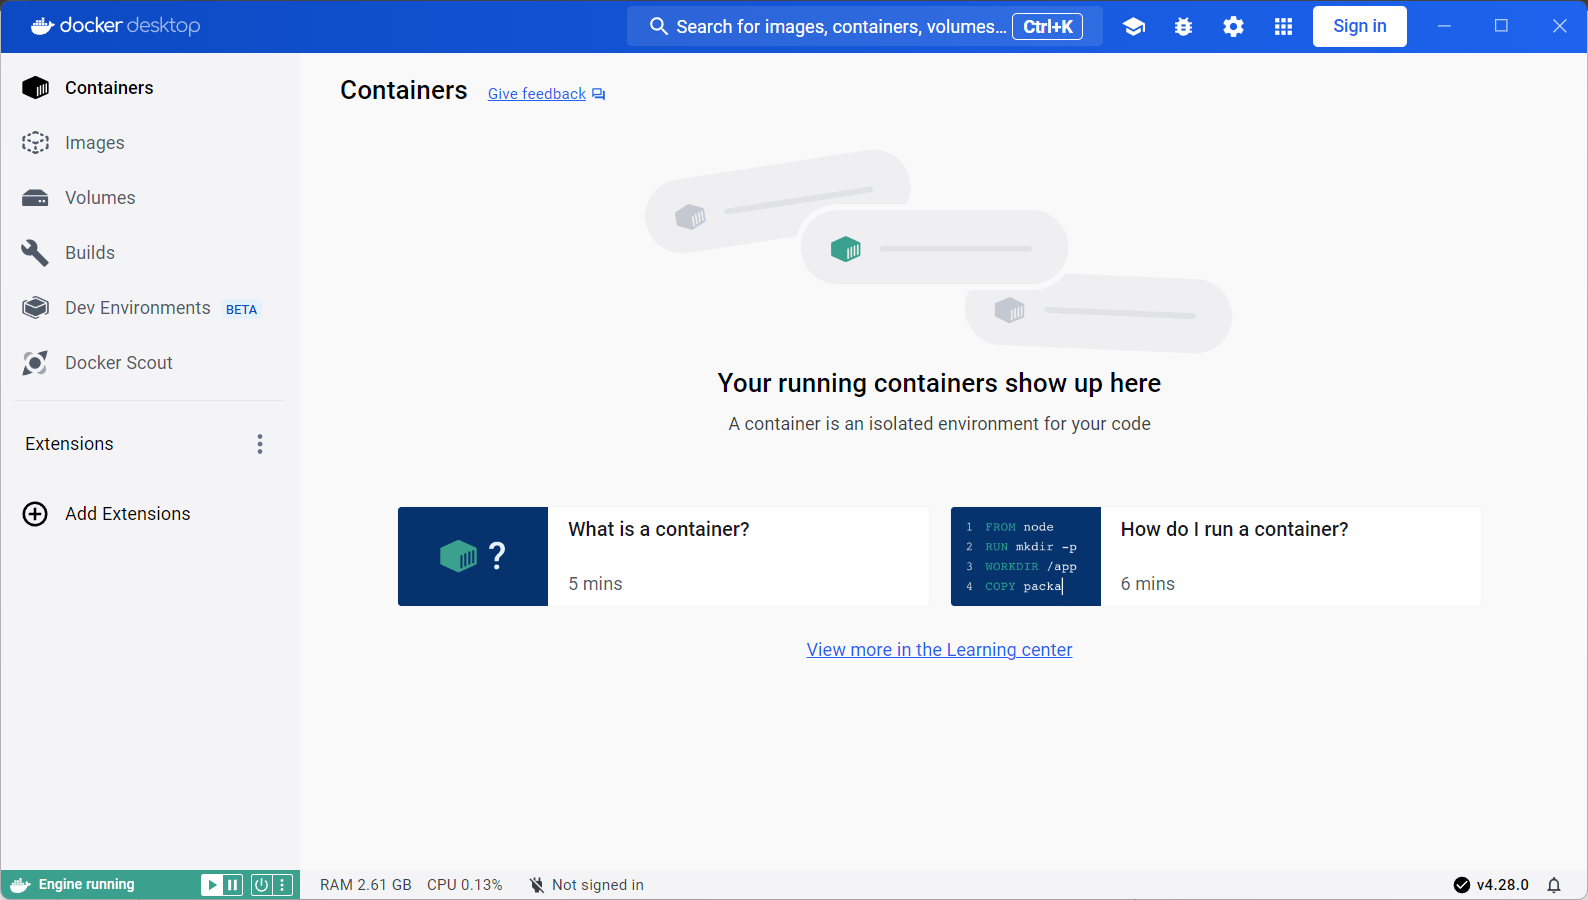 docker desktop
Search for images, containers, volumes... Ctrl+K
Sign in
Containers
Images
Volumes
Builds
Dev Environments BETA
Docker Scout
Extensions
Add Extensions
Containers Give feedback
Your running containers show up here
A container is an isolated environment for your code
?
What is a container?
5 mins
1 FROM node
2 RUN mkdir -p
3 WORKDIR /app
4 COPY packa
How do I run a container?
6 mins
View more in the Learning center
Engine running
RAM 2.61 GB CPU 0.13% Not signed in
v4.28.0